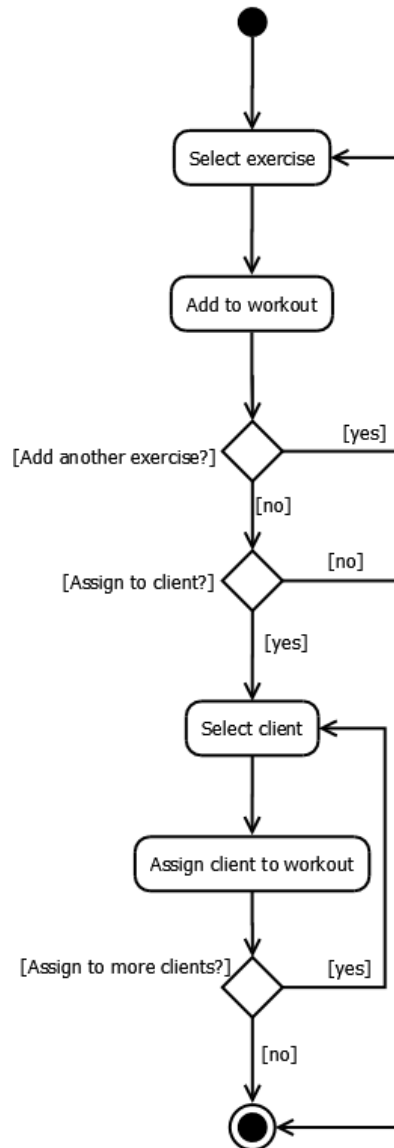 Select exercise
Add to workout
[yes]
[Add another exercise?]
[no]
[no]
[Assign to client?]
[yes]
Select client
Assign client to workout
[Assign to more clients?]
[yes]
[no]